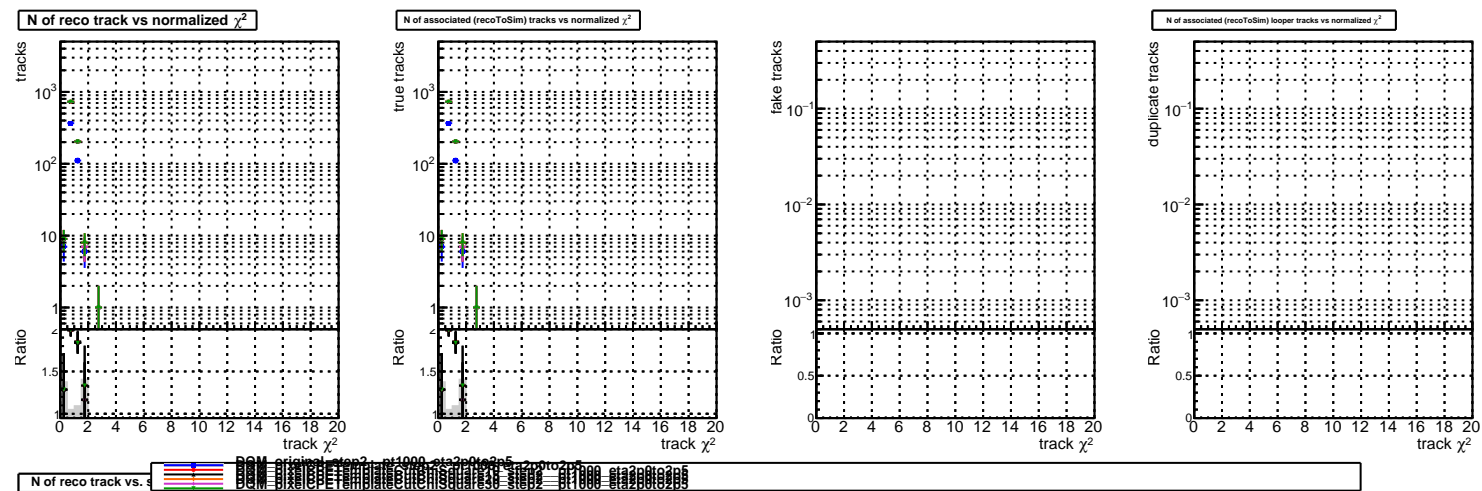 N of reco track vs normalized χ²
N of associated (recoToSim) tracks vs normalized χ²
N of associated (recoToSim) looper tracks vs normalized χ²
tracks
10³
10²
10
1
Ratio
2
1.5
1
0 2 4 6 8 10 12 14 16 18 20
track χ²
true tracks
10³
10²
10
1
Ratio
2
1.5
1
0 2 4 6 8 10 12 14 16 18 20
track χ²
fake tracks
10⁻¹
10⁻²
10⁻³
Ratio
1
0.5
0
0 2 4 6 8 10 12 14 16 18 20
track χ²
duplicate tracks
10⁻¹
10⁻²
10⁻³
Ratio
1
0.5
0
0 2 4 6 8 10 12 14 16 18 20
track χ²
N of reco track vs.